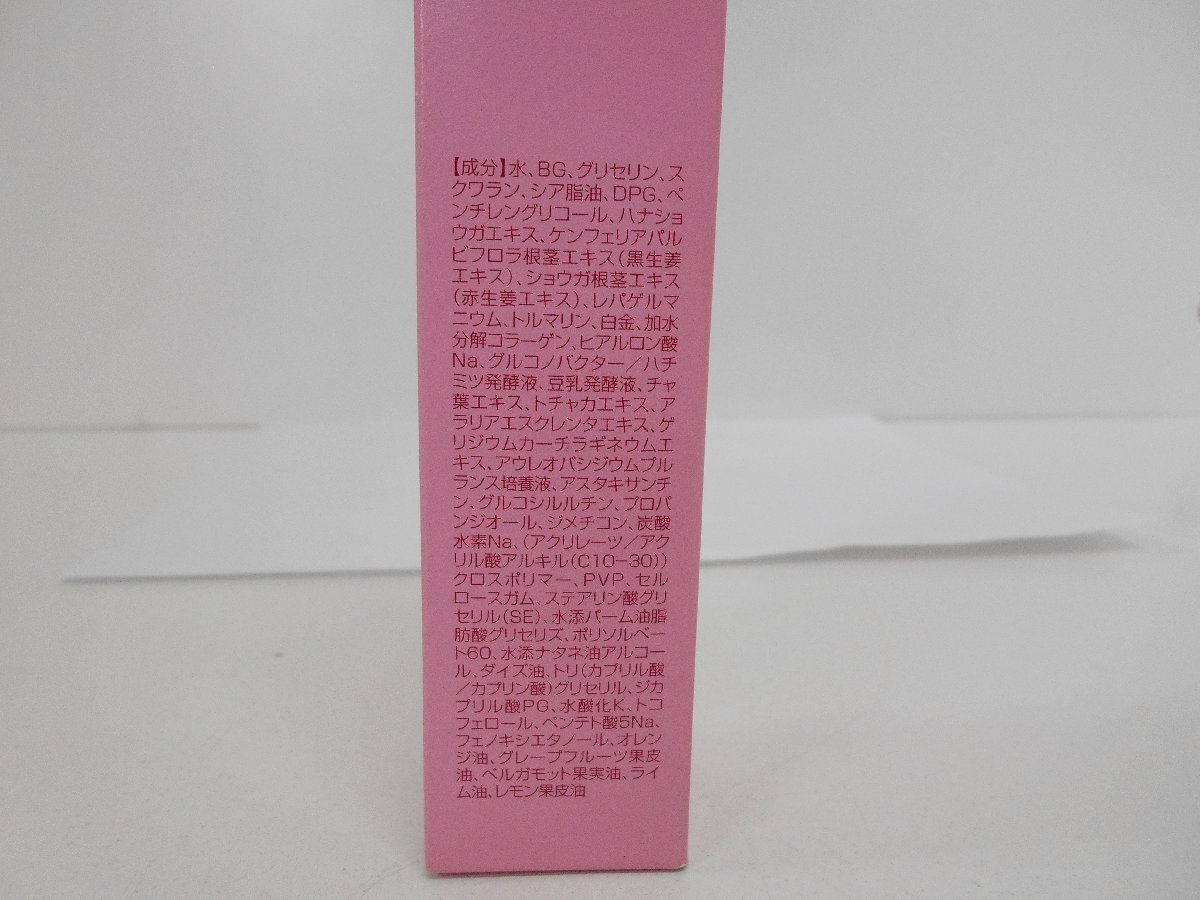 【成分】水、BG、グリセリン、ス
クワラン、シア脂油、DPG、ペ
ンチレングリコール、ハナショ
ウガエキス、ケンフェリアパル
ビフロラ根茎エキス(黒生姜
エキス)、ショウガ根茎エキス
(赤生姜エキス)、レパゲルマ
ニウム、トルマリン、白金、加水
分解コラーゲン、ヒアルロン酸
Na、グルコノバクター/ハチ
ミツ発酵液、豆乳発酵液、チャ
葉エキス、トチャカエキス、ア
ラリアエスクレンタエキス、ゲ
リジウムカーチラギネウムエ
キス、アウレオバシジウムプル
ランス培養液、アスタキサンチ
ン、グルコシルルチン、プロパ
ンジオール、ジメチコン、炭酸
水素Na、(アクリレーツ/アク
リル酸アルキル(C10-30))
クロスポリマー、PVP、セル
ロースガム、ステアリン酸グリ
セリル(SE)、水添パーム油脂
肪酸グリセリズ、ポリソルベー
ト60、水添ナタネ油アルコー
ル、ダイズ油、トリ(カプリル酸
/カプリン酸)グリセリル、ジカ
プリル酸PG、水酸化K、トコ
フェロール、ペンテト酸5Na、
フェノキシエタノール、オレン
ジ油、グレープフルーツ果皮
油、ベルガモット果実油、ライ
ム油、レモン果皮油